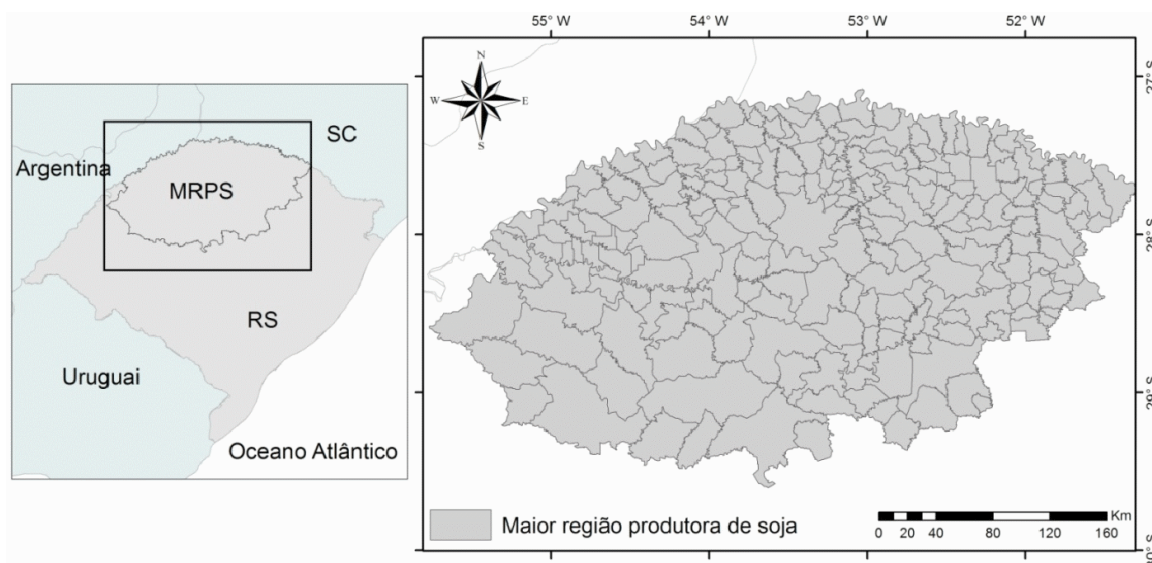 55° W 54° W 53° W 52° W
N
W E
S
27° S
28° S
29° S
30° S
SC
Argentina
MRPS
RS
Uruguai
Oceano Atlântico
Maior região produtora de soja
Km
0 20 40 80 120 160